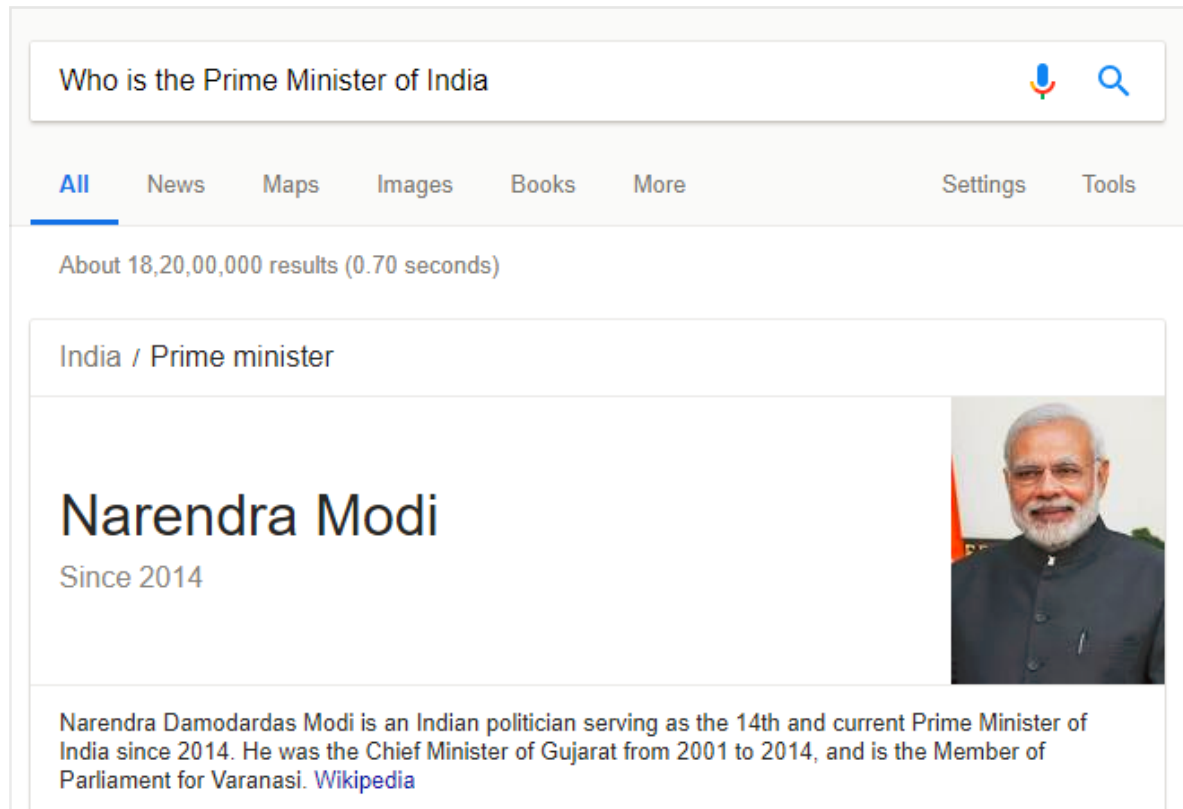 Who is the Prime Minister of India
All News Maps Images Books More Settings Tools
About 18,20,00,000 results (0.70 seconds)
India / Prime minister
Narendra Modi
Since 2014
Narendra Damodardas Modi is an Indian politician serving as the 14th and current Prime Minister of
India since 2014. He was the Chief Minister of Gujarat from 2001 to 2014, and is the Member of
Parliament for Varanasi. Wikipedia